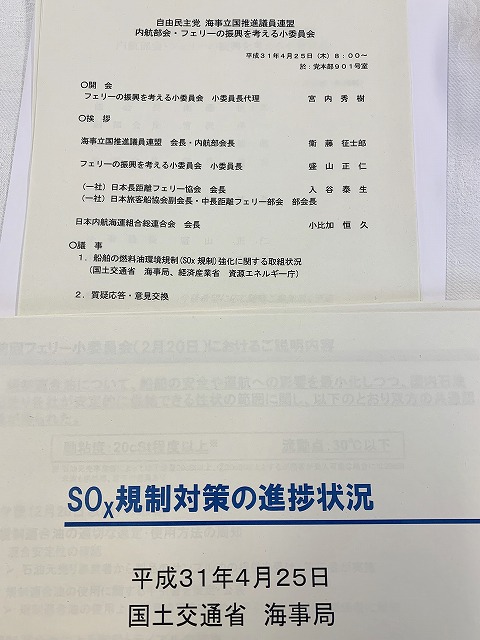 自由民主党 海事立国推進議員連盟
内航部会・フェリーの振興を考える小委員会
平成31年4月25日(木)8:00~
於:党本部901号室
〇開 会
フェリーの振興を考える小委員会 小委員長代理 宮内秀樹
〇挨 拶
海事立国推進議員連盟 会長・内航部会長 衞藤征士郎
フェリーの振興を考える小委員会 小委員長 盛山正仁
(一社)日本長距離フェリー協会 会長 入谷泰生
(一社)日本旅客船協会副会長・中長距離フェリー部会 部会長
日本内航海運組合総連合会 会長 小比加恒久
〇議 事
1.船舶の燃料油環境規制(SOx規制)強化に関する取組状況
(国土交通省 海事局、経済産業省 資源エネルギー庁)
2.質疑応答・意見交換
SOX規制対策の進捗状況
平成31年4月25日
国土交通省 海事局